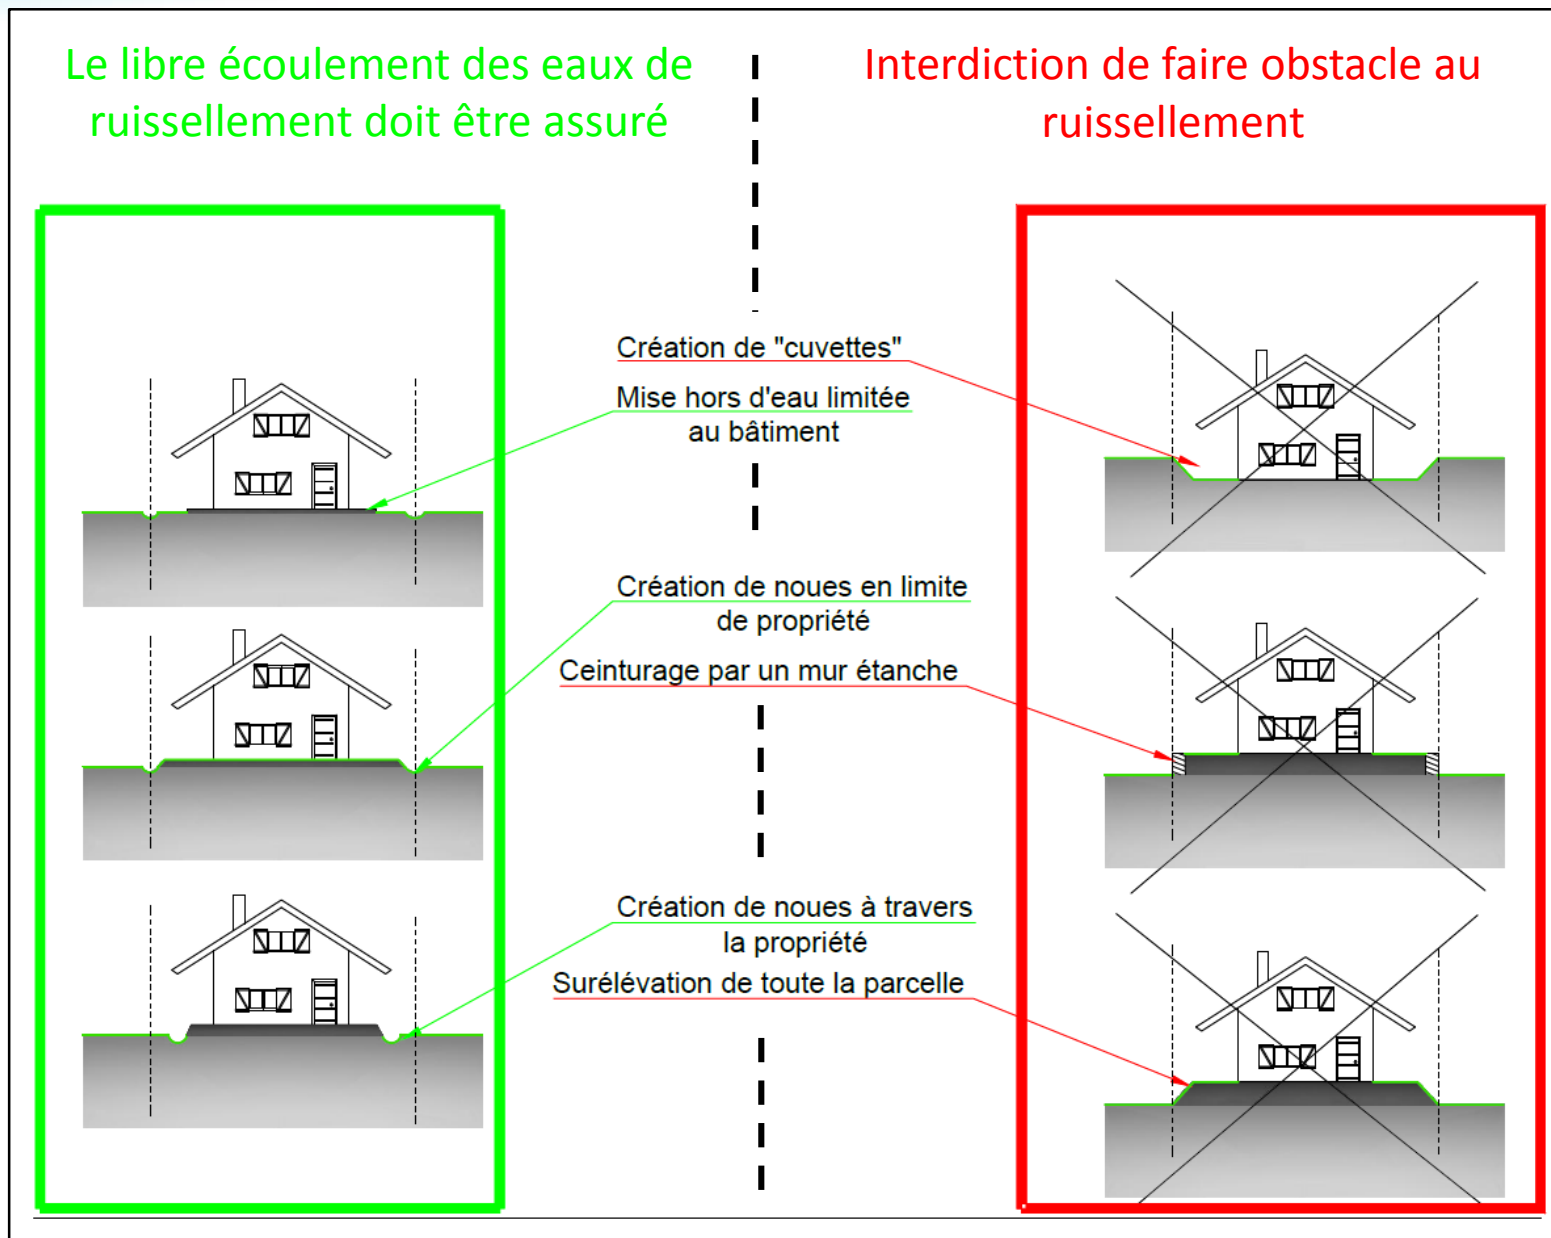 Le libre écoulement des eaux de
ruissellement doit être assuré
Interdiction de faire obstacle au
ruissellement
Création de "cuvettes"
Mise hors d'eau limitée
au bâtiment
Création de noues en limite
de propriété
Ceinturage par un mur étanche
Création de noues à travers
la propriété
Surélévation de toute la parcelle